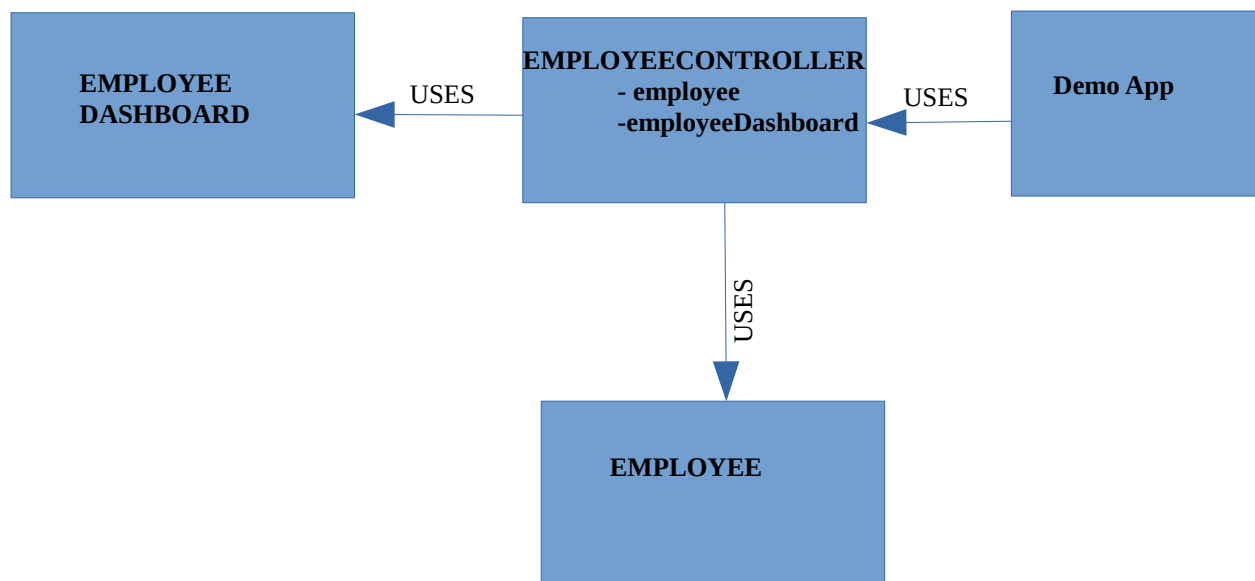 EMPLOYEE
DASHBOARD
USES
EMPLOYEECONTROLLER
- employee
-employeeDashboard
USES
Demo App
USES
EMPLOYEE